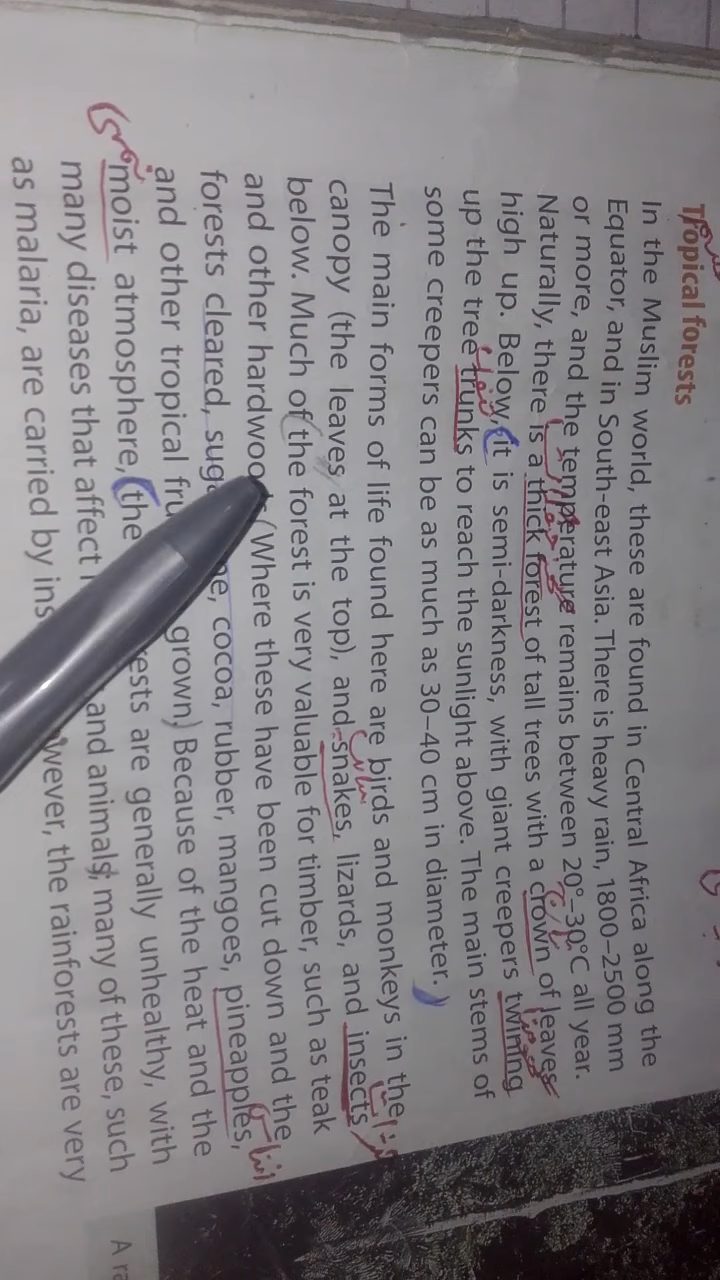 Tropical forests
In the Muslim world, these are found in Central Africa along the
Equator, and in South-east Asia. There is heavy rain, 1800–2500 mm
or more, and the temperature remains between 20°–30°C all year.
Naturally, there is a thick forest of tall trees with a crown of leaves
high up. Below, it is semi-darkness, with giant creepers twining
up the tree trunks to reach the sunlight above. The main stems of
some creepers can be as much as 30–40 cm in diameter.
The main forms of life found here are birds and monkeys in the
canopy (the leaves at the top), and snakes, lizards, and insects
below. Much of the forest is very valuable for timber, such as teak
and other (Where these have been cut down and the
forests cleared, cocoa, rubber, mangoes, pineapples,
and other tropical grown) Because of the heat and the
moist atmosphere, (the are generally unhealthy, with
many diseases that affect and animals, many of these, such
as malaria, are carried by the rainforests are very